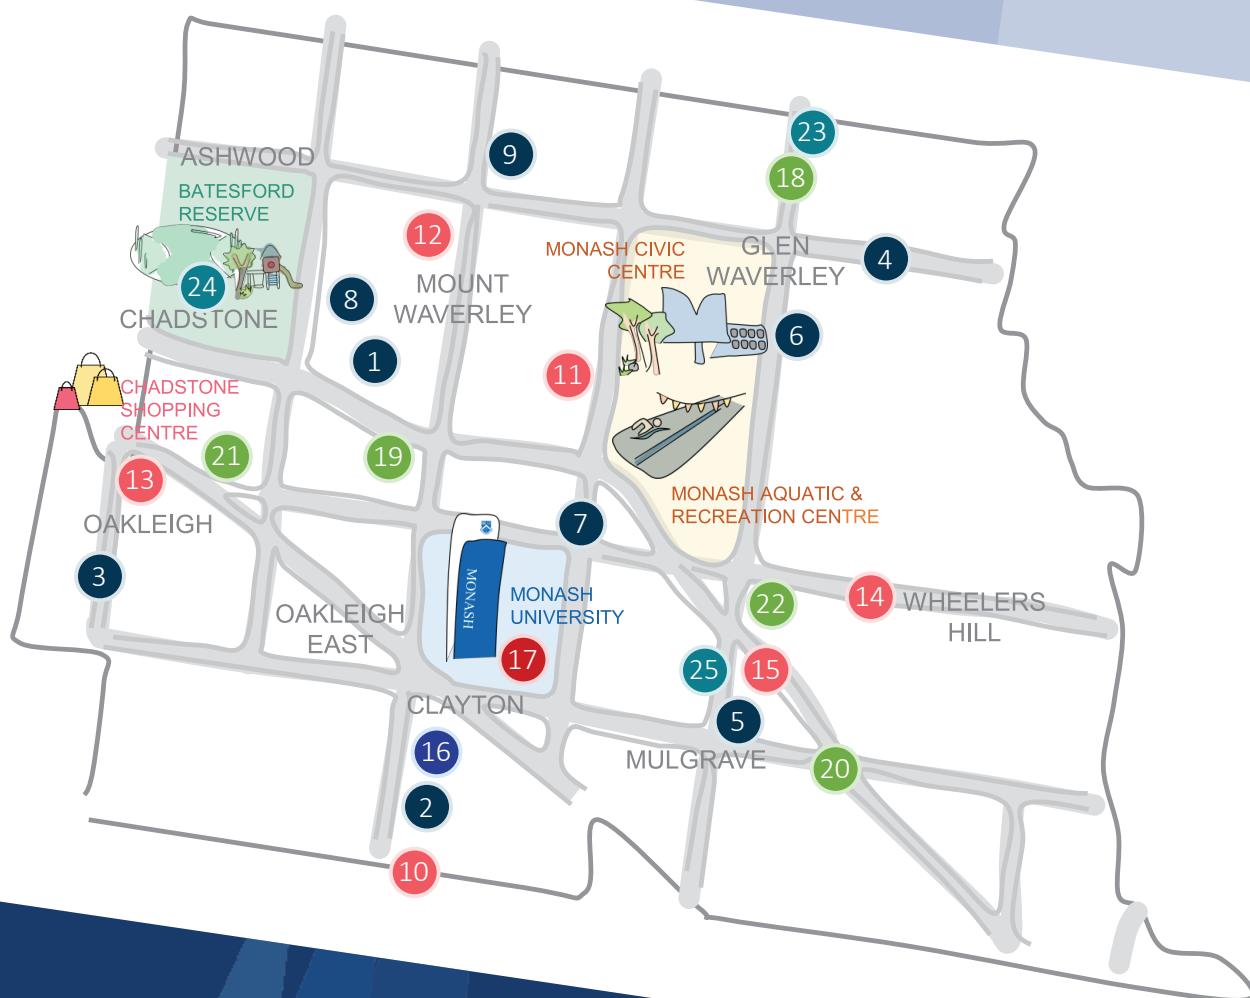 23
9
ASHWOOD
18
BATESFORD
RESERVE
12
MONASH CIVIC
CENTRE
GLEN
WAVERLEY
4
24
MOUNT
WAVERLEY
8
CHADSTONE
6
1
11
CHADSTONE
SHOPPING
CENTRE
21
19
13
MONASH AQUATIC &
RECREATION CENTRE
OAKLEIGH
7
3
MONASH
MONASH
UNIVERSITY
OAKLEIGH
EAST
22
14
WHEELERS
HILL
17
25
15
CLAYTON
5
16
MULGRAVE
20
2
10